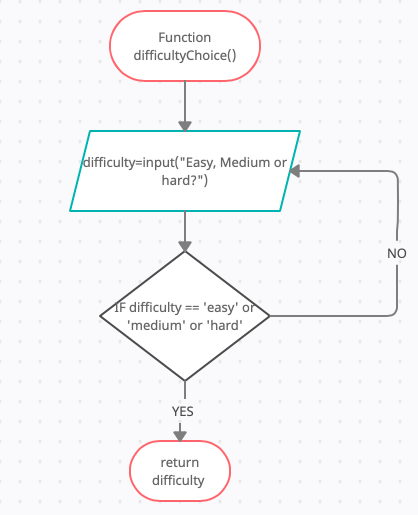 Function
difficultyChoice()
difficulty=input("Easy, Medium or
hard?")
NO
IF difficulty == 'easy' or
'medium' or 'hard'
YES
return
difficulty